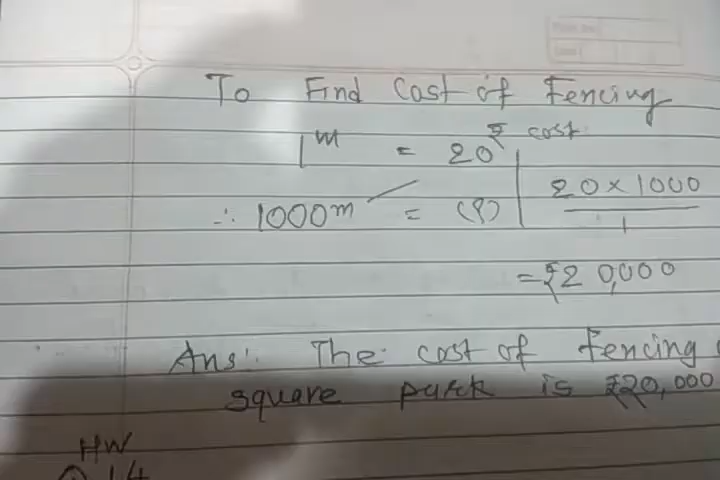 To Find Cost of Fencing
1m = 20₹ cost
∴ 1000m = (?)
20 × 1000
1
= ₹20,000
Ans: The cost of fencing
square park is ₹20,000
HW
14